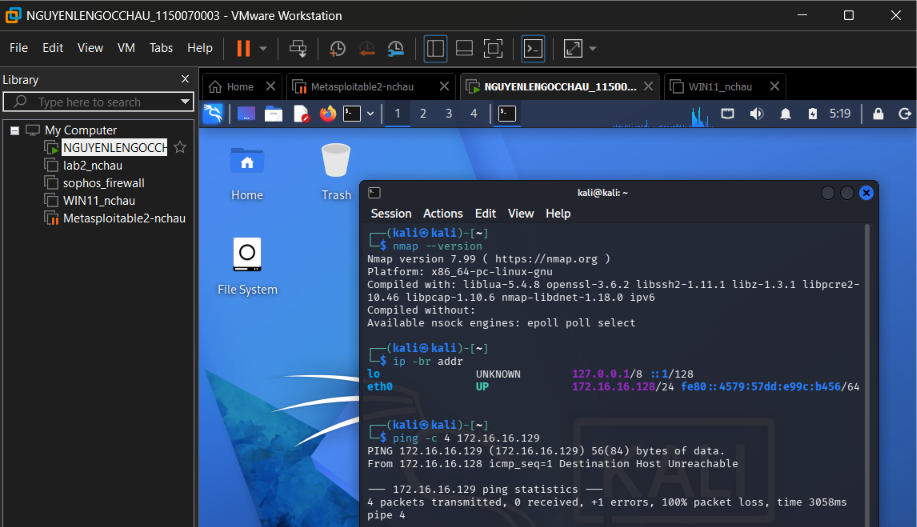 NGUYENLENGOCCHAU_1150070003 - VMware Workstation
File Edit View VM Tabs Help
Library
Type here to search
Home
Metasploitable2-nchau
NGUYENLENGOCCHAU_11500...
WIN11_nchau
My Computer
NGUYENLENGOCCH
lab2_nchau
sophos_firewall
WIN11_nchau
Metasploitable2-nchau
1 2 3 4
5:19
Home
Trash
File System
kali@kali: ~
Session Actions Edit View Help
┌──(kali㉿kali)-[~]
└─$ nmap --version
Nmap version 7.99 ( https://nmap.org )
Platform: x86_64-pc-linux-gnu
Compiled with: liblua-5.4.8 openssl-3.6.2 libssh2-1.11.1 libz-1.3.1 libpcre2-
10.46 libpcap-1.10.6 nmap-libdnet-1.18.0 ipv6
Compiled without:
Available nsock engines: epoll poll select
┌──(kali㉿kali)-[~]
└─$ ip -br addr
lo UNKNOWN 127.0.0.1/8 ::1/128
eth0 UP 172.16.16.128/24 fe80::4579:57dd:e99c:b456/64
┌──(kali㉿kali)-[~]
└─$ ping -c 4 172.16.16.129
PING 172.16.16.129 (172.16.16.129) 56(84) bytes of data.
From 172.16.16.128 icmp_seq=1 Destination Host Unreachable
--- 172.16.16.129 ping statistics ---
4 packets transmitted, 0 received, +1 errors, 100% packet loss, time 3058ms
pipe 4
KALI